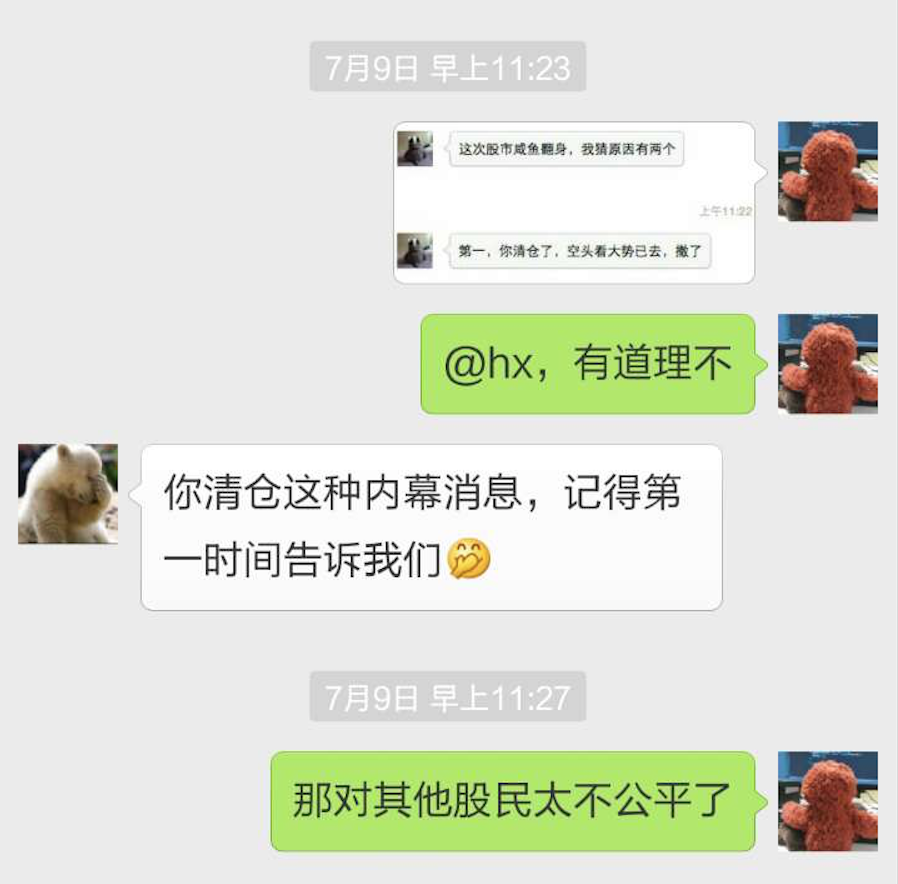 7月9日 早上11:23
这次股市咸鱼翻身，我猜原因有两个
上午11:22
第一，你清仓了，空头看大势已去，撤了
@hx，有道理不
你清仓这种内幕消息，记得第
一时间告诉我们
7月9日 早上11:27
那对其他股民太不公平了